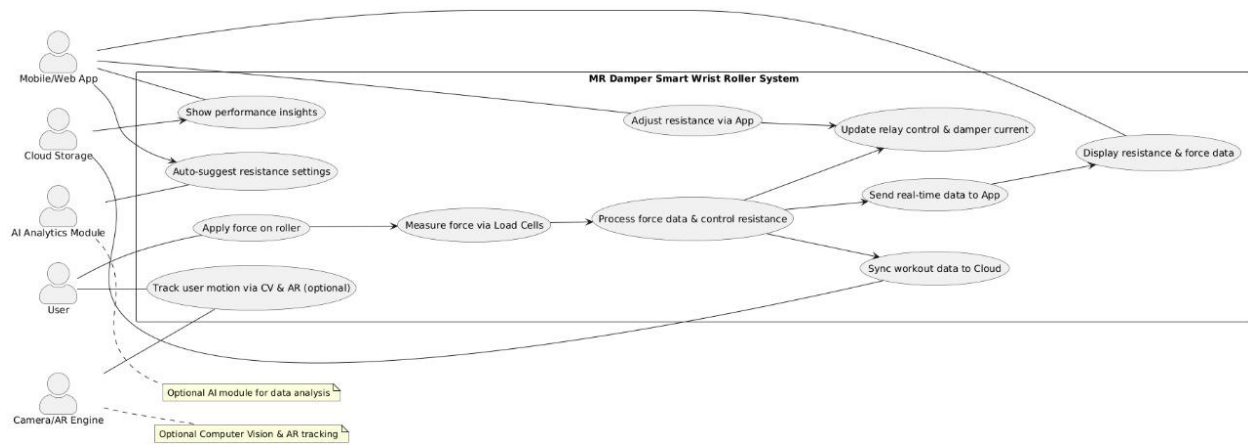 Mobile/Web App
MR Damper Smart Wrist Roller System
Show performance insights
Adjust resistance via App
Update relay control & damper current
Cloud Storage
Display resistance & force data
Auto-suggest resistance settings
Send real-time data to App
AI Analytics Module
Apply force on roller
Measure force via Load Cells
Process force data & control resistance
Sync workout data to Cloud
User
Track user motion via CV & AR (optional)
Optional AI module for data analysis
Camera/AR Engine
Optional Computer Vision & AR tracking